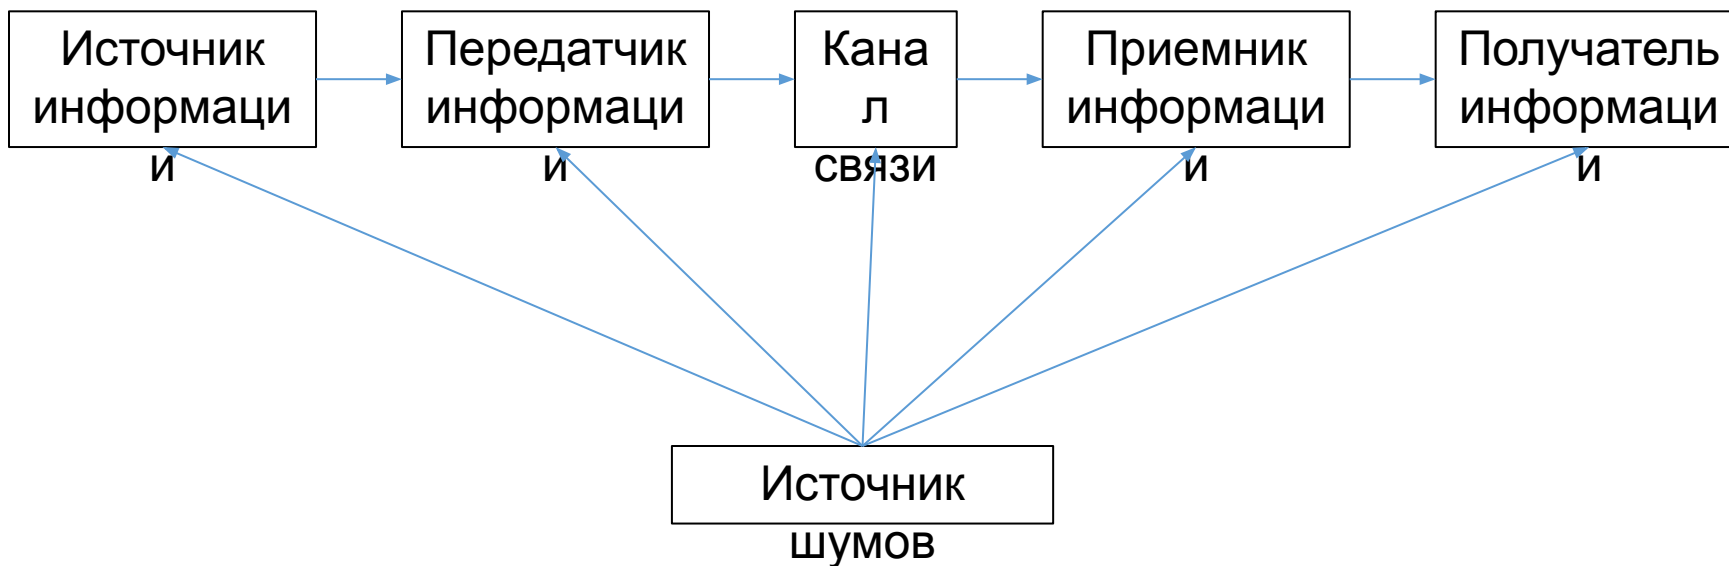 Источник
информаци
и
Передатчик
информаци
и
Кана
л
связи
Приемник
информаци
и
Получатель
информаци
и
Источник
шумов